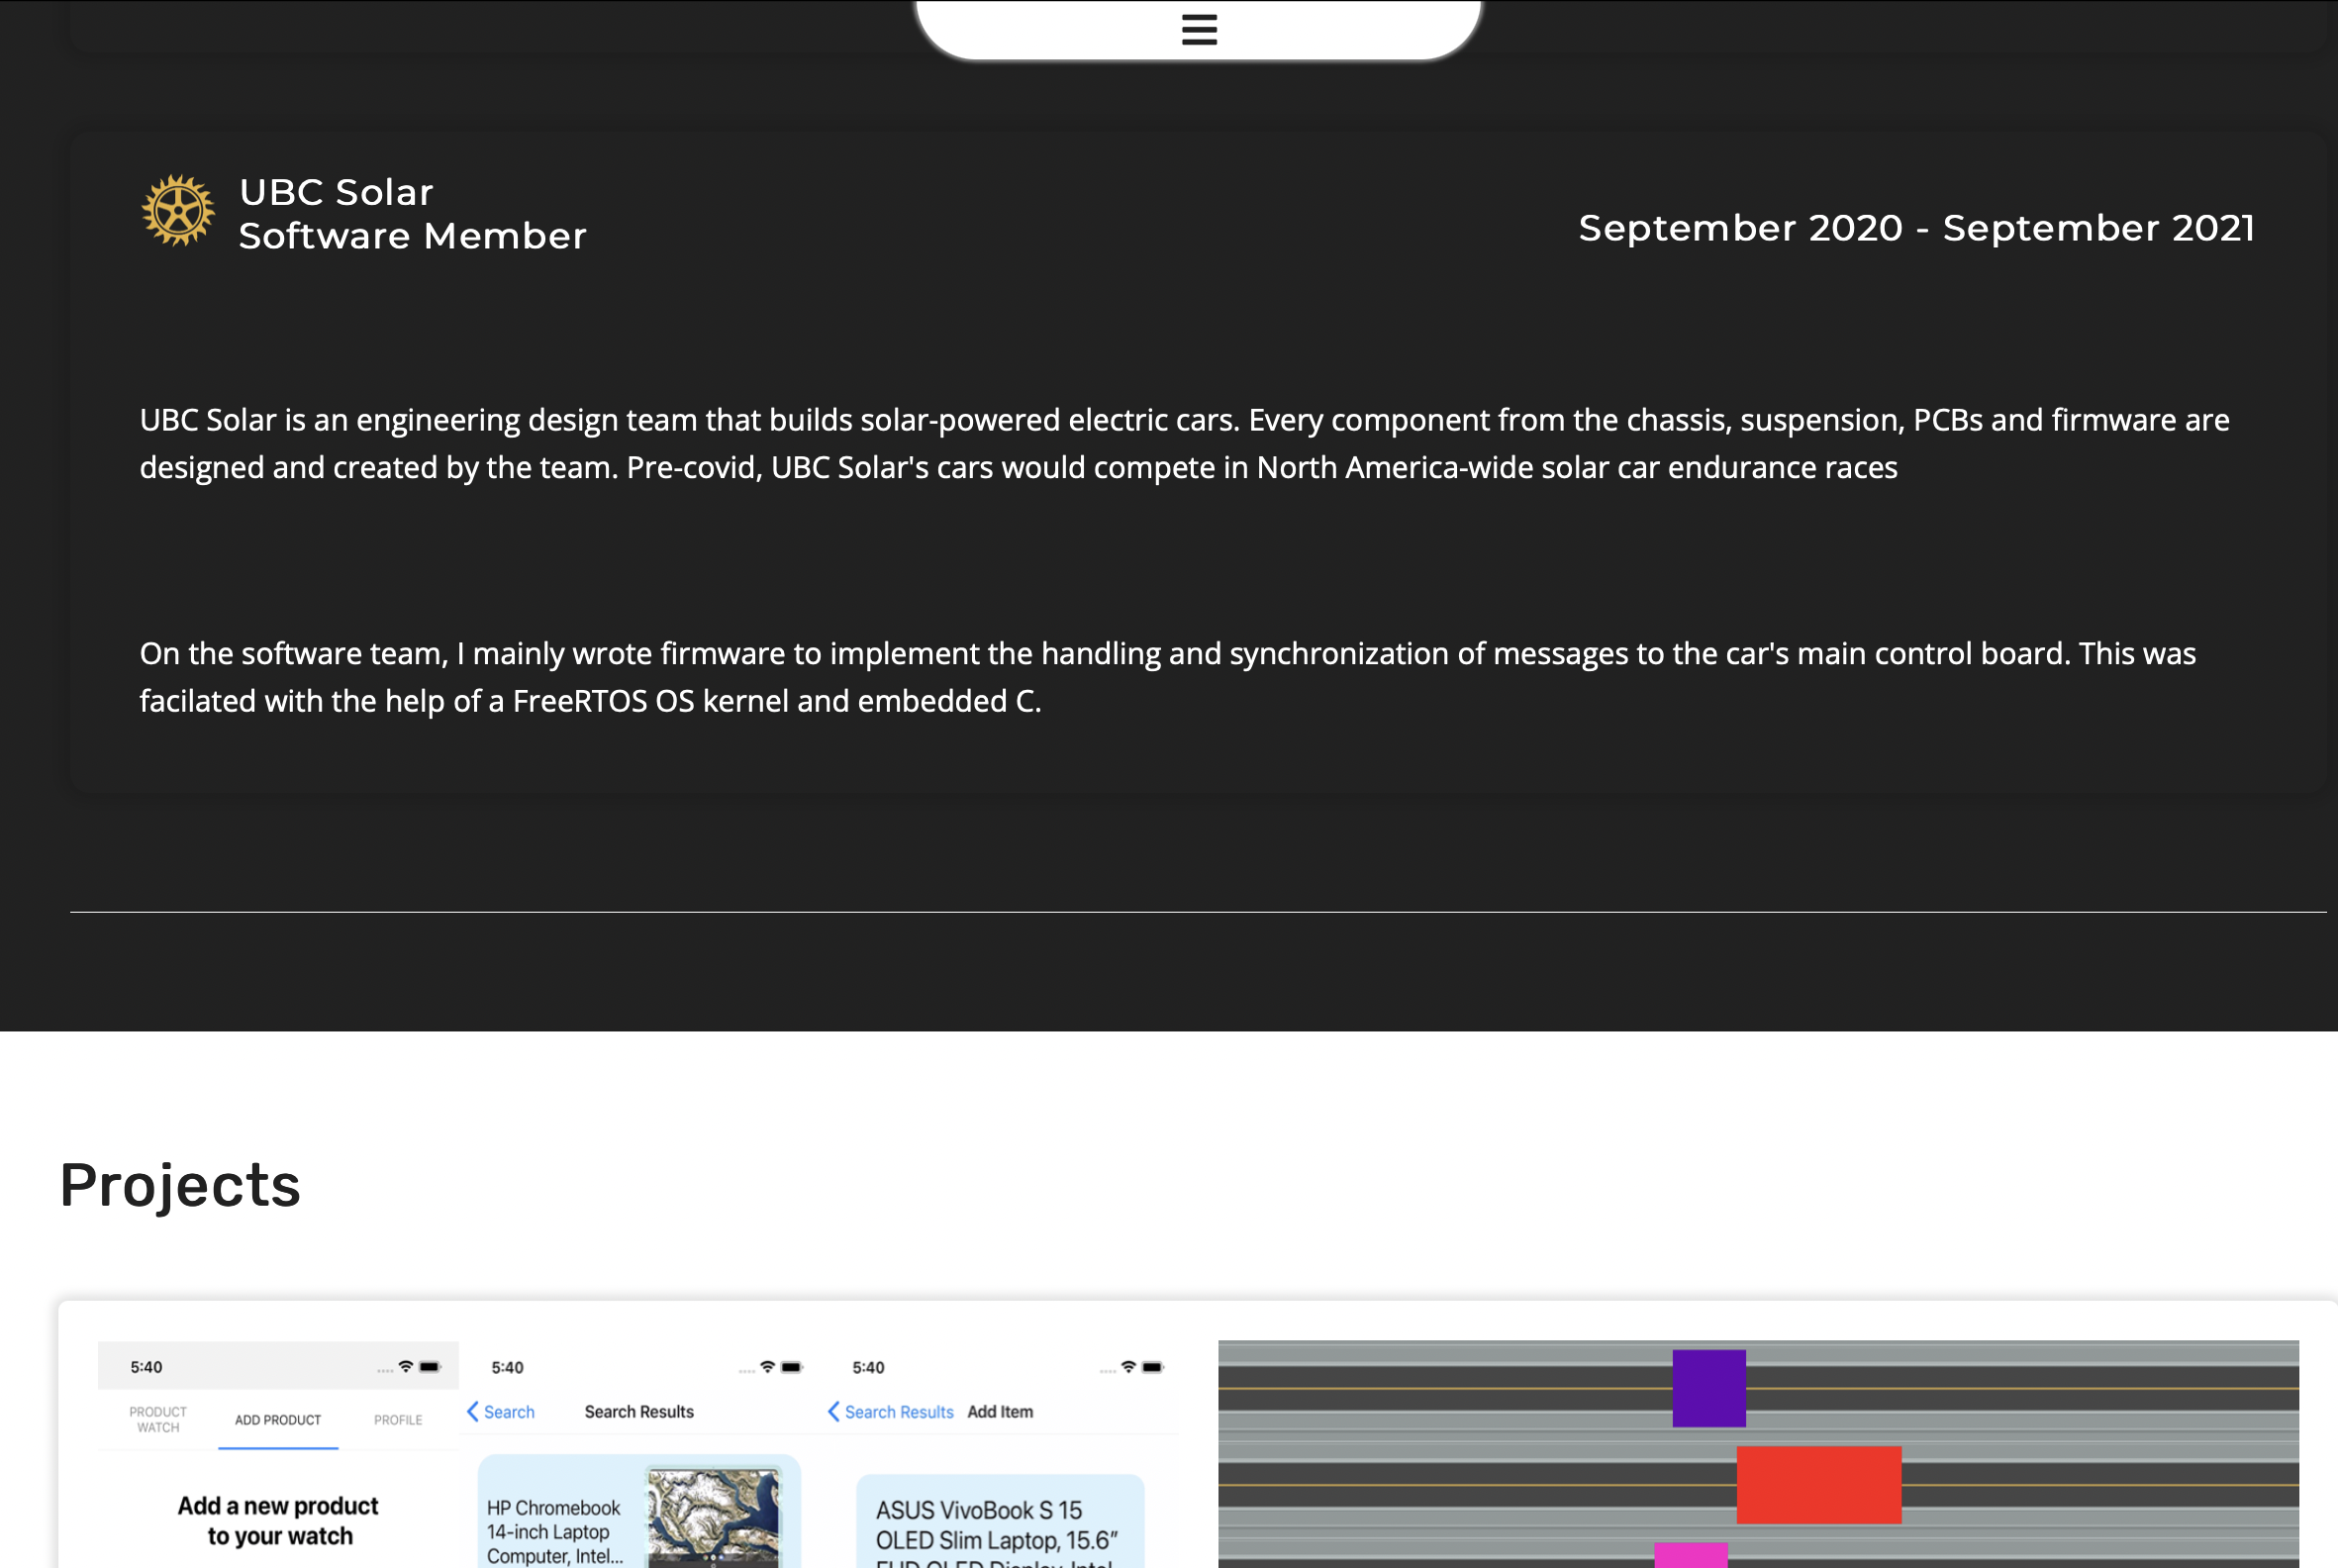 UBC Solar
Software Member
September 2020 - September 2021
UBC Solar is an engineering design team that builds solar-powered electric cars. Every component from the chassis, suspension, PCBs and firmware are
designed and created by the team. Pre-covid, UBC Solar's cars would compete in North America-wide solar car endurance races
On the software team, I mainly wrote firmware to implement the handling and synchronization of messages to the car's main control board. This was
facilated with the help of a FreeRTOS OS kernel and embedded C.
Projects
5:40
PRODUCT
WATCH
ADD PRODUCT
PROFILE
Add a new product
to your watch
5:40
Search
Search Results
HP Chromebook
14-inch Laptop
Computer, Intel...
5:40
Search Results
Add Item
ASUS VivoBook S 15
OLED Slim Laptop, 15.6”
FHD OLED Display, Intel